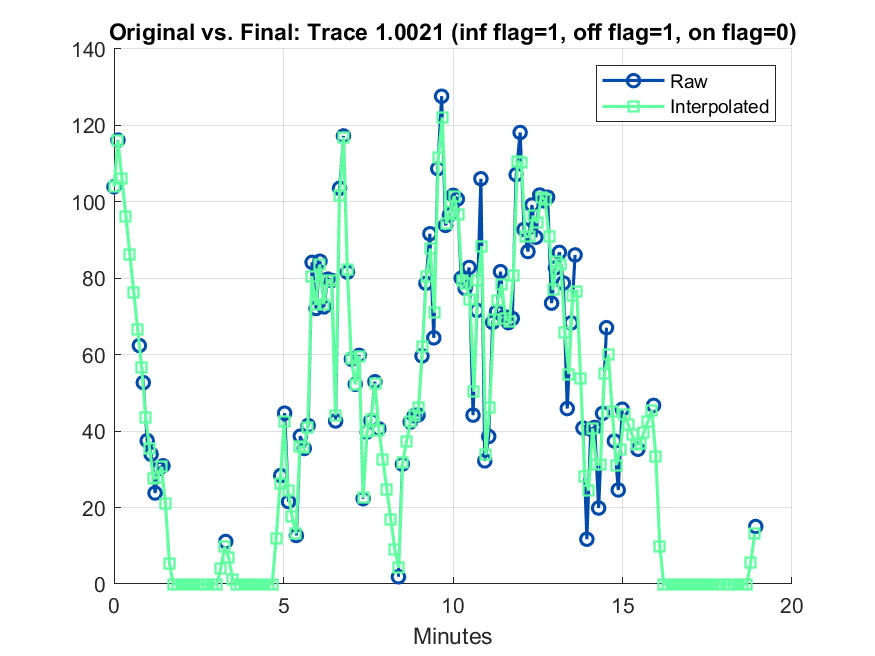 Original vs. Final: Trace 1.0021 (inf flag=1, off flag=1, on flag=0)
Raw
Interpolated
140
120
100
80
60
40
20
0
0 5 10 15 20
Minutes